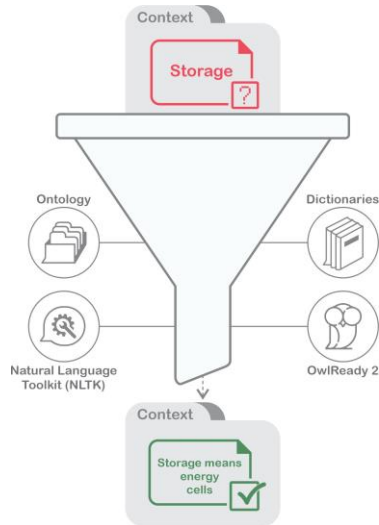 Context
Storage
?
Ontology
Dictionaries
Natural Language
Toolkit (NLTK)
OwlReady 2
Context
Storage means
energy
cells